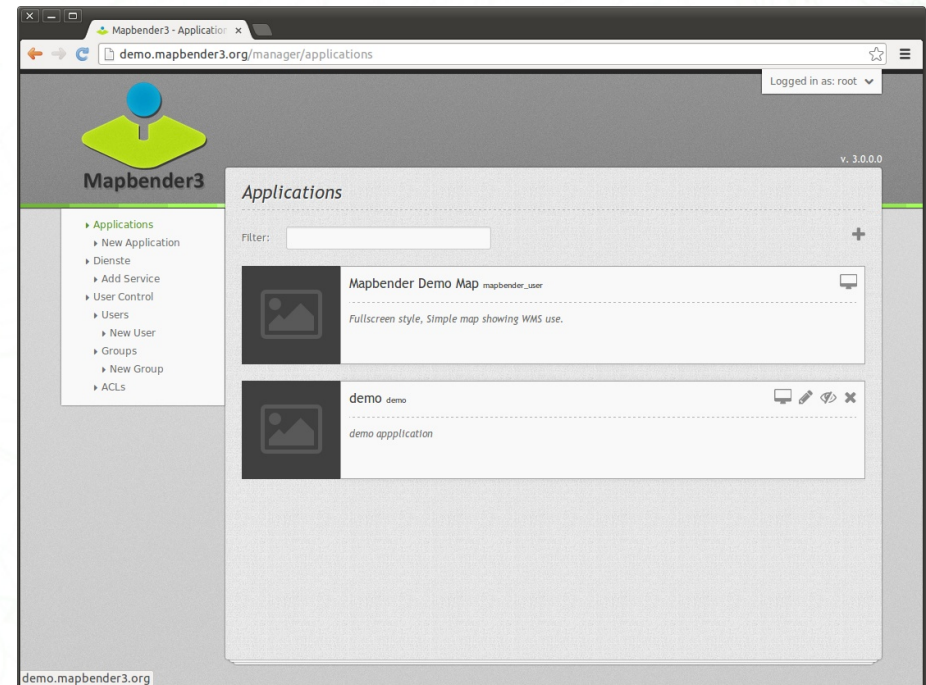 Mapbender3 - Application
demo.mapbender3.org/manager/applications
Logged in as: root
v. 3.0.0.0
Mapbender3
Applications
New Application
Dienste
Add Service
User Control
Users
New User
Groups
New Group
ACLs
Applications
Filter:
Mapbender Demo Map mapbender_user
Fullscreen style, Simple map showing WMS use.
demo demo
demo appplication
demo.mapbender3.org